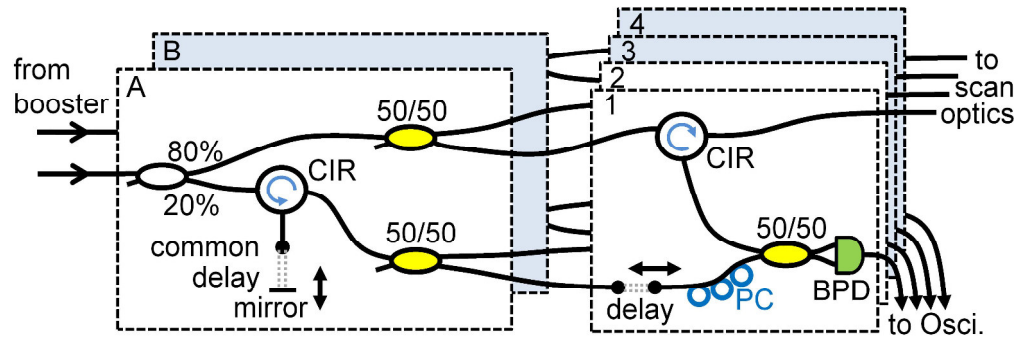 from
booster
B
A
80%
20%
CIR
common
delay
mirror
50/50
50/50
4
3
2
1
CIR
50/50
delay
PC
BPD
to
scan
optics
to Osci.